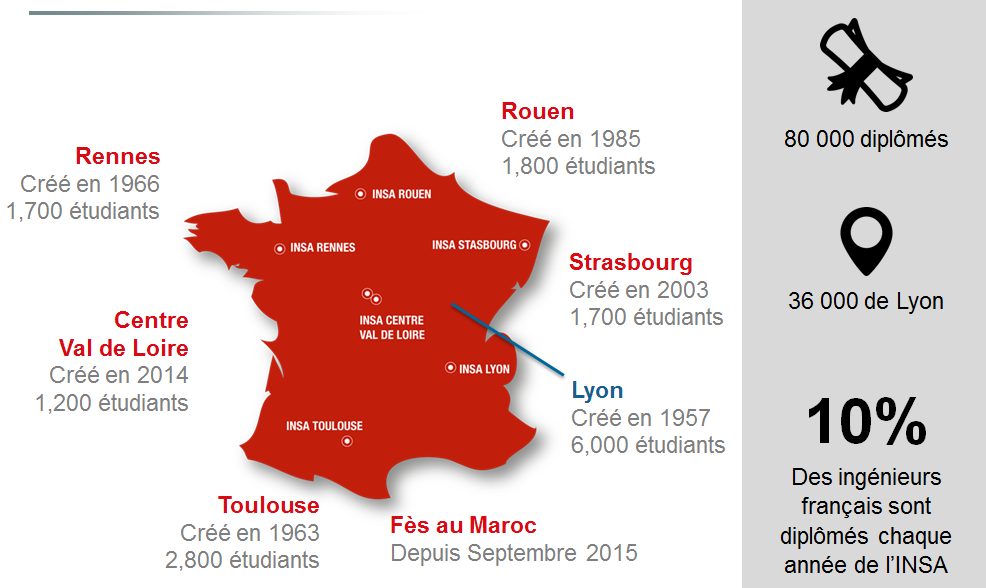 Rouen
Créé en 1985
1,800 étudiants
Rennes
Créé en 1966
1,700 étudiants
INSA ROUEN
INSA RENNES
INSA STASBOURG
Strasbourg
Créé en 2003
1,700 étudiants
Centre
Val de Loire
Créé en 2014
1,200 étudiants
INSA CENTRE
VAL DE LOIRE
INSA LYON
Lyon
Créé en 1957
6,000 étudiants
INSA TOULOUSE
Toulouse
Créé en 1963
2,800 étudiants
Fès au Maroc
Depuis Septembre 2015
80 000 diplômés
36 000 de Lyon
10%
Des ingénieurs
français sont
diplômés chaque
année de l’INSA